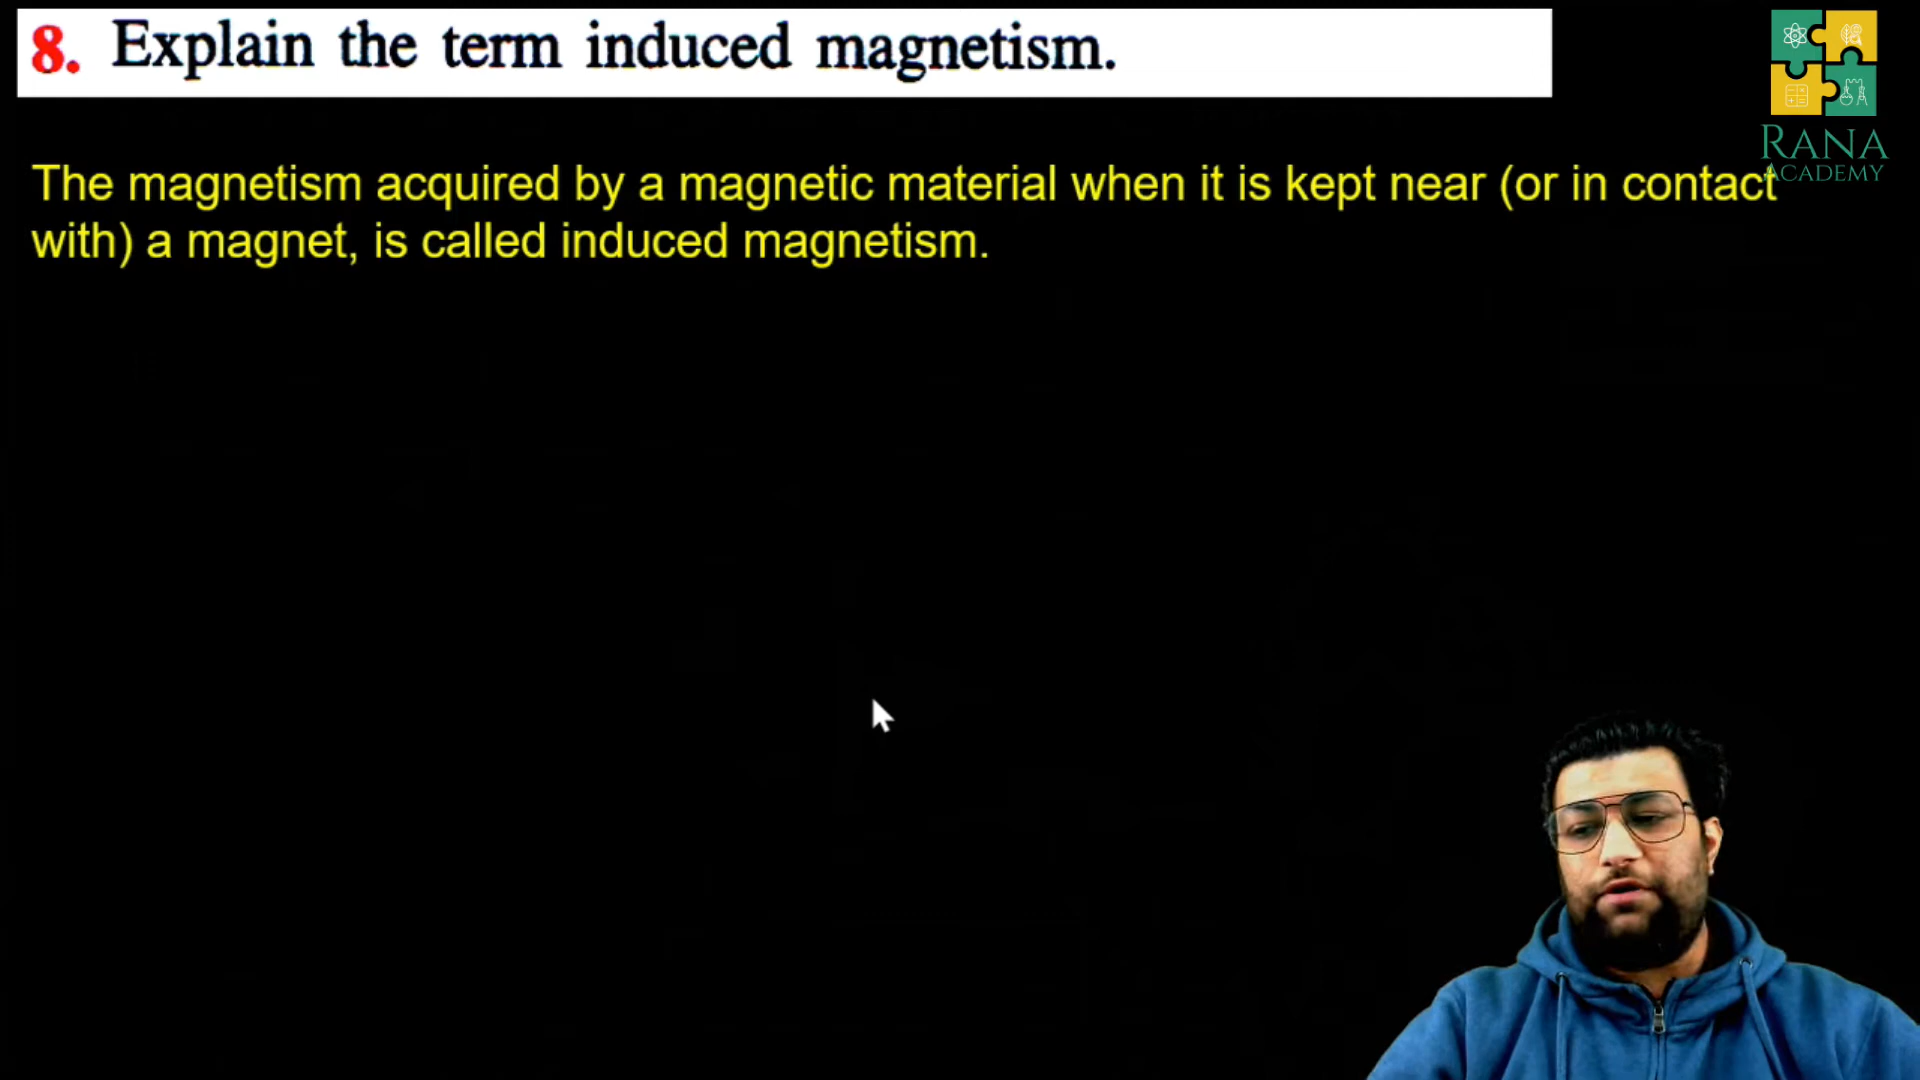 8. Explain the term induced magnetism.
RANA
ACADEMY
The magnetism acquired by a magnetic material when it is kept near (or in contact
with) a magnet, is called induced magnetism.